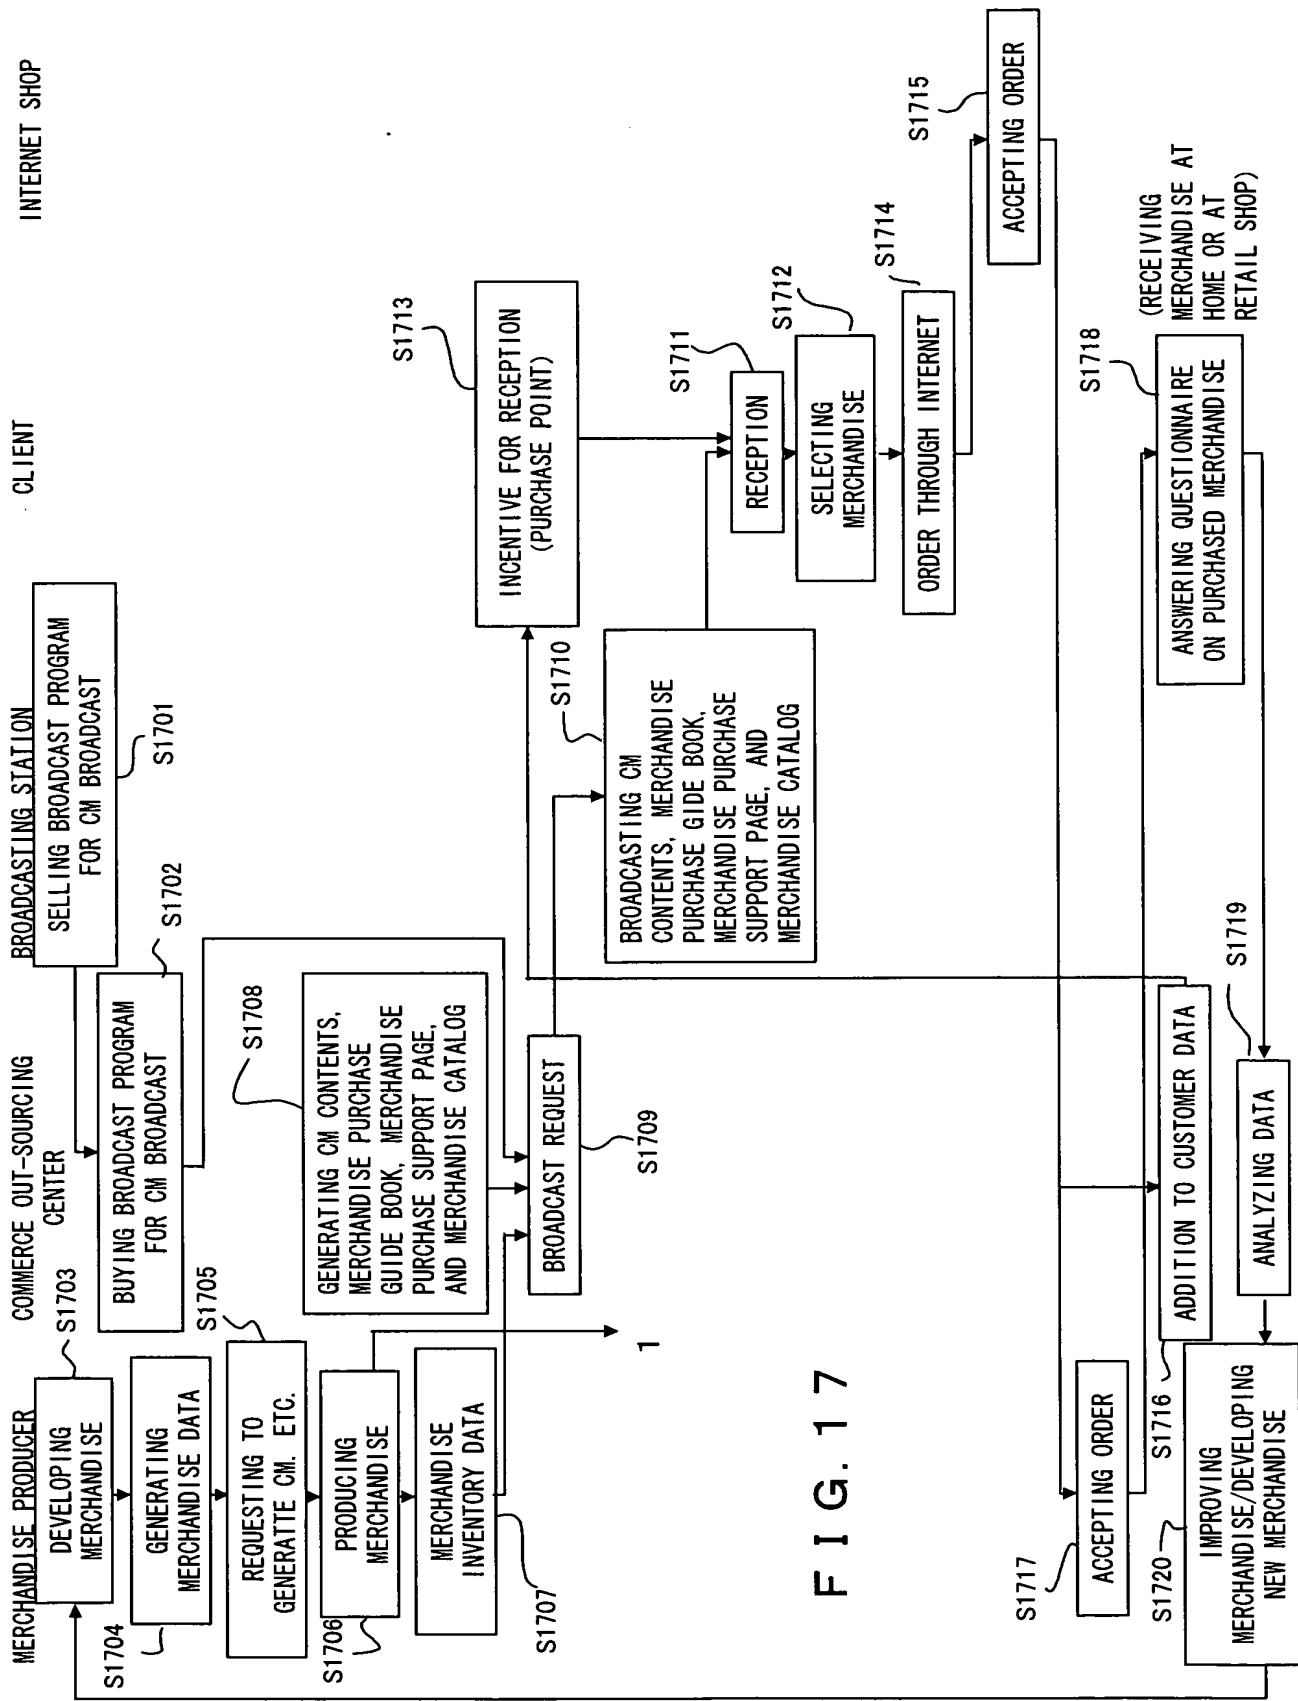 MERCHANDISE PRODUCER
COMMERCE OUT-SOURCING
CENTER
BROADCASTING STATION
CLIENT
INTERNET SHOP
DEVELOPING
MERCHANDISE
S1703
SELLING BROADCAST PROGRAM
FOR CM BROADCAST
S1701
BUYING BROADCAST PROGRAM
FOR CM BROADCAST
S1702
GENERATING
MERCHANDISE DATA
S1704
REQUESTING TO
GENERATTE CM. ETC.
S1705
PRODUCING
MERCHANDISE
S1706
1
MERCHANDISE
INVENTORY DATA
S1707
GENERATING CM CONTENTS,
MERCHANDISE PURCHASE
GUIDE BOOK, MERCHANDISE
PURCHASE SUPPORT PAGE,
AND MERCHANDISE CATALOG
S1708
BROADCAST REQUEST
S1709
S1713
INCENTIVE FOR RECEPTION
(PURCHASE POINT)
S1710
BROADCASTING CM
CONTENTS, MERCHANDISE
PURCHASE GIDE BOOK,
MERCHANDISE PURCHASE
SUPPORT PAGE, AND
MERCHANDISE CATALOG
S1711
RECEPTION
S1712
SELECTING
MERCHANDISE
S1714
ORDER THROUGH INTERNET
S1715
ACCEPTING ORDER
FIG. 17
S1717
ACCEPTING ORDER
S1716
ADDITION TO CUSTOMER DATA
S1718
ANSWERING QUESTIONNAIRE
ON PURCHASED MERCHANDISE
(RECEIVING
MERCHANDISE AT
HOME OR AT
RETAIL SHOP)
S1719
ANALYZING DATA
S1720
IMPROVING
MERCHANDISE/DEVELOPING
NEW MERCHANDISE